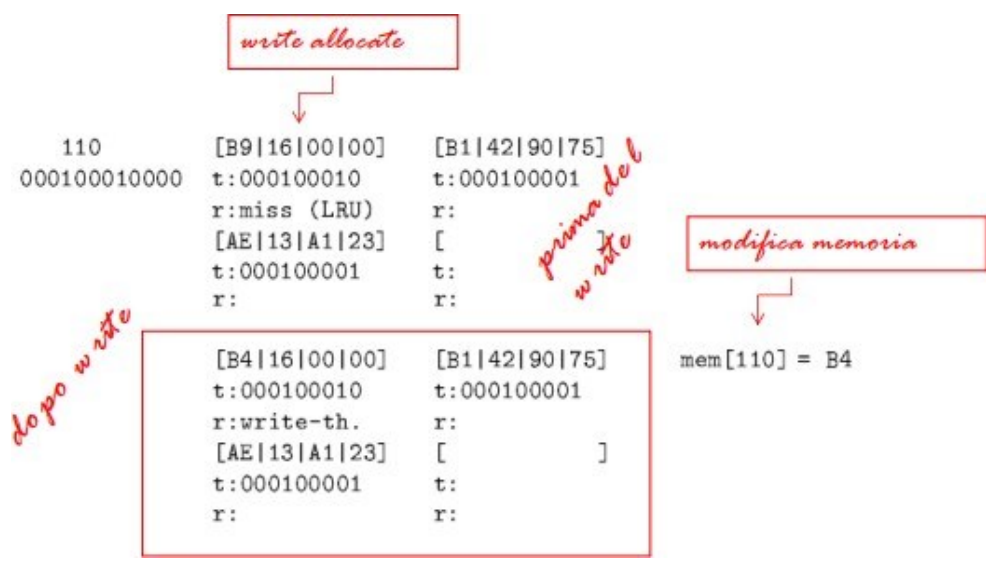 write allocate
110 [B9|16|00|00] [B1|42|90|75]
000100010000 t:000100010 t:000100001
r:miss (LRU) r:
[AE|13|A1|23] [ ]
t:000100001 t:
r: r:
prima del
write
modifica memoria
dopo write
[B4|16|00|00] [B1|42|90|75] mem[110] = B4
t:000100010 t:000100001
r:write-th. r:
[AE|13|A1|23] [ ]
t:000100001 t:
r: r: